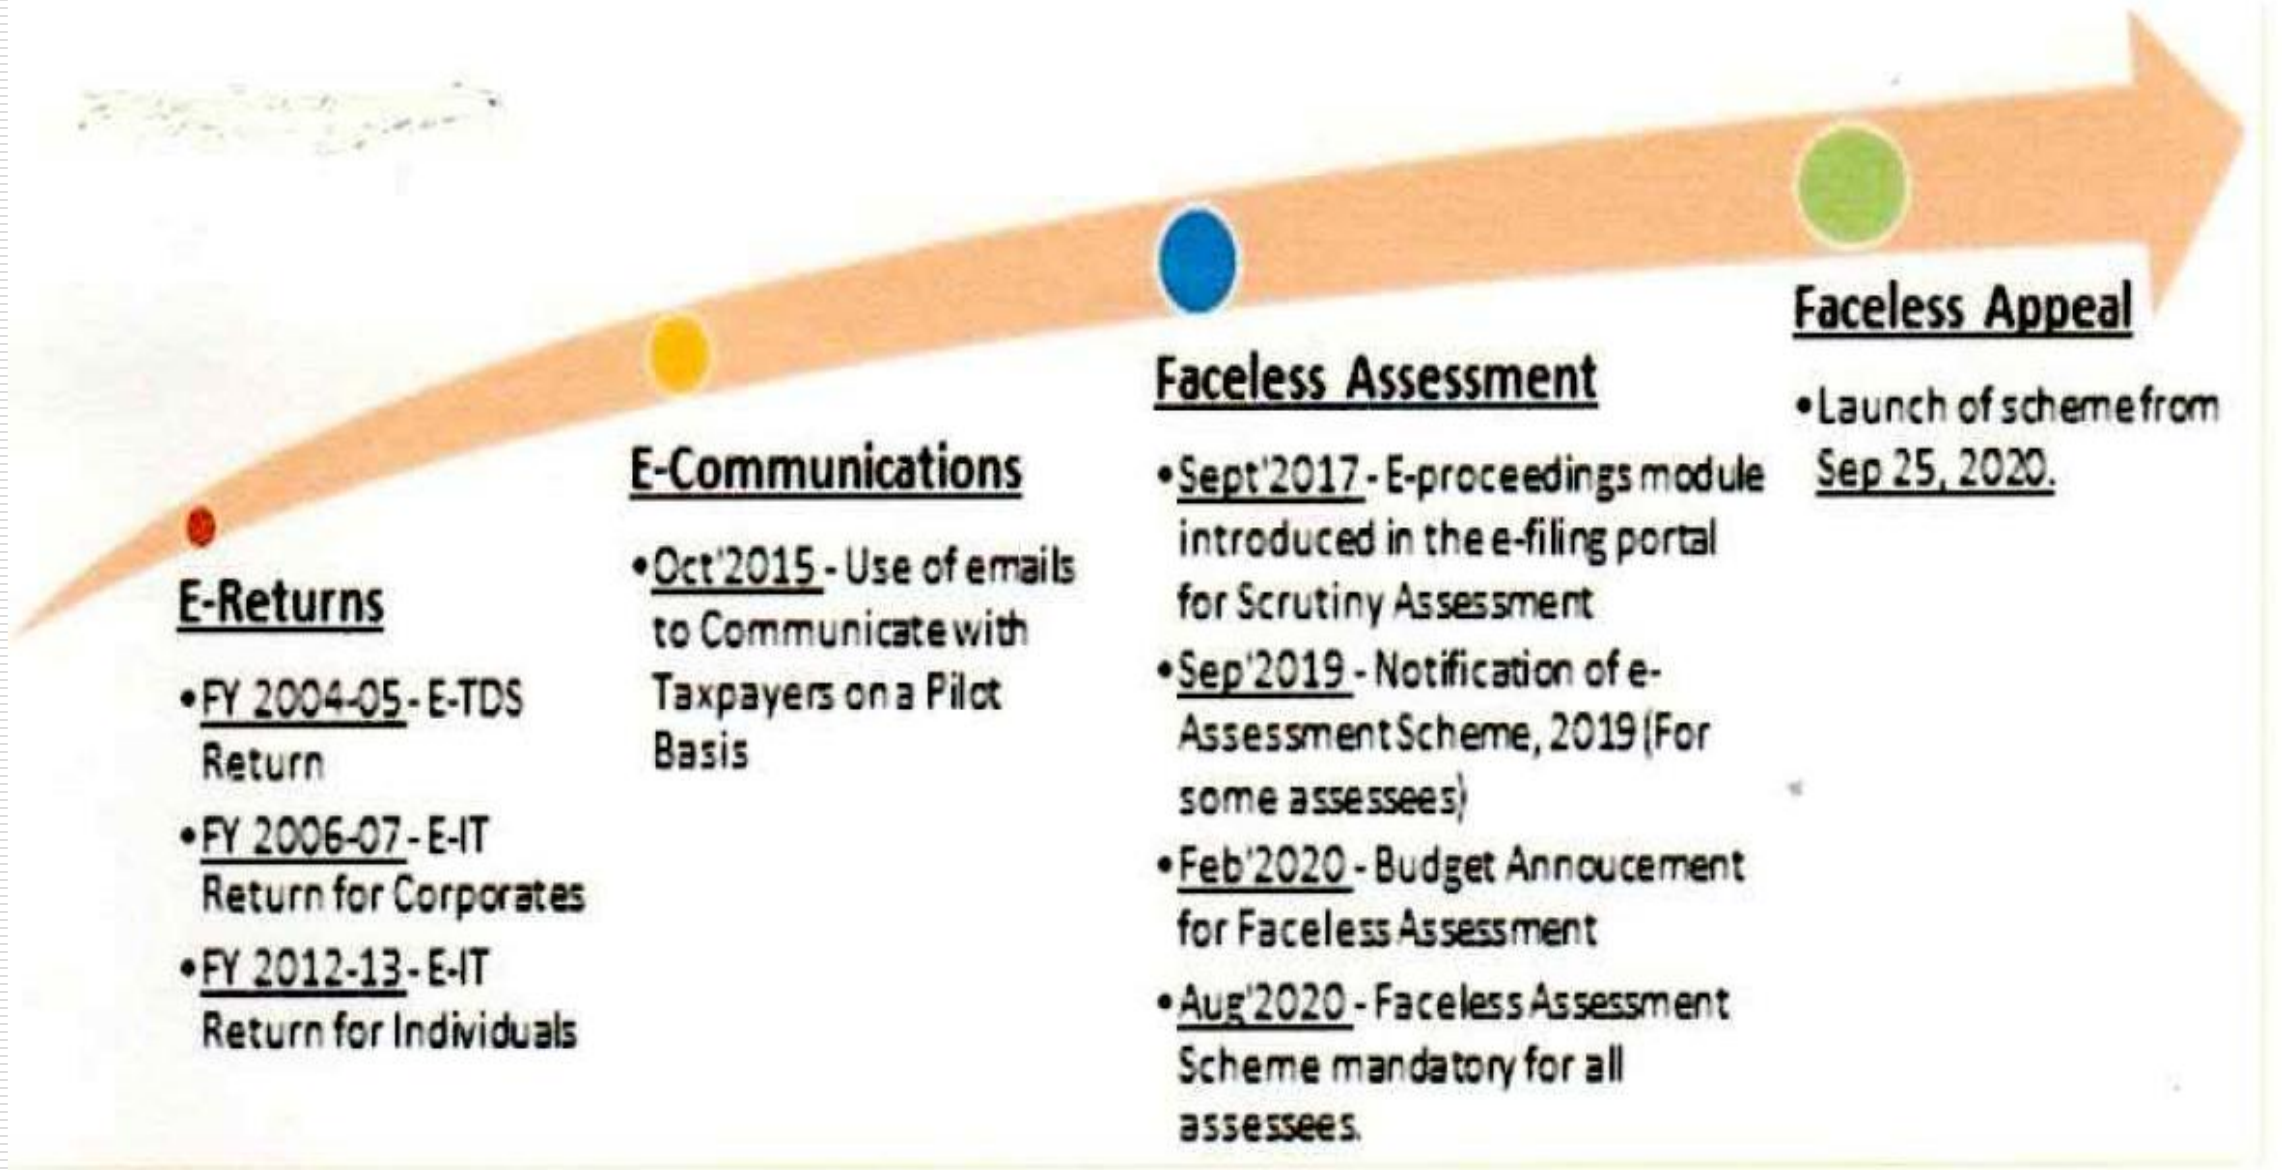 E-Returns
•FY 2004-05 - E-TDS
Return
•FY 2006-07 - E-IT
Return for Corporates
•FY 2012-13 - E-IT
Return for Individuals
E-Communications
•Oct'2015 - Use of emails
to Communicate with
Taxpayers on a Pilot
Basis
Faceless Assessment
•Sept'2017 - E-proceedings module
introduced in the e-filing portal
for Scrutiny Assessment
•Sep'2019 - Notification of e-
Assessment Scheme, 2019 (For
some assessees)
•Feb'2020 - Budget Annoucement
for Faceless Assessment
•Aug'2020 - Faceless Assessment
Scheme mandatory for all
assessees.
Faceless Appeal
•Launch of scheme from
Sep 25, 2020.